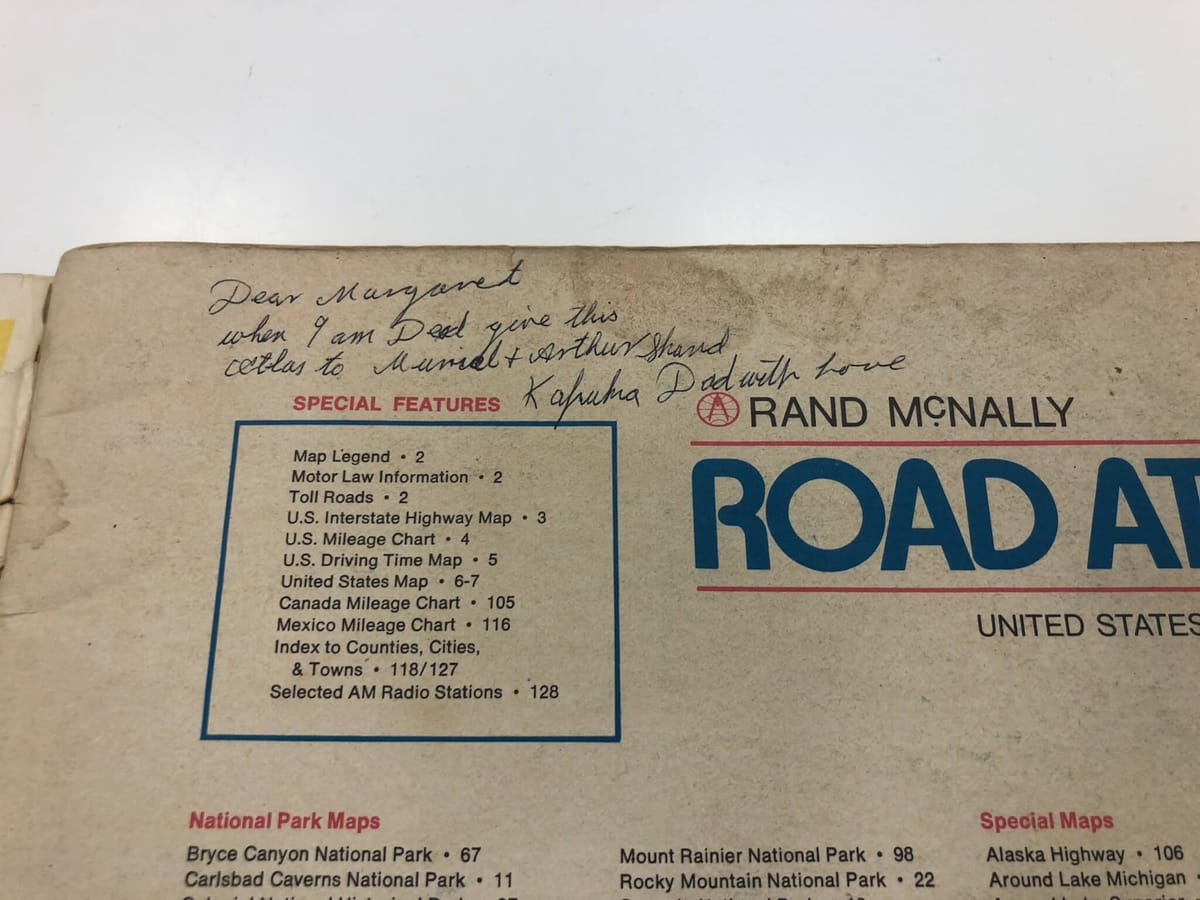 Dear Margaret
when I am Dead give this
atlas to Muriel + Arthur Shand
Kapuka Dad with Love
SPECIAL FEATURES
Map Legend • 2
Motor Law Information • 2
Toll Roads • 2
U.S. Interstate Highway Map • 3
U.S. Mileage Chart • 4
U.S. Driving Time Map • 5
United States Map • 6-7
Canada Mileage Chart • 105
Mexico Mileage Chart • 116
Index to Counties, Cities,
& Towns • 118/127
Selected AM Radio Stations • 128
RAND McNALLY
ROAD AT
UNITED STATES
National Park Maps
Bryce Canyon National Park • 67
Carlsbad Caverns National Park • 11
Mount Rainier National Park • 98
Rocky Mountain National Park • 22
Special Maps
Alaska Highway • 106
Around Lake Michigan •